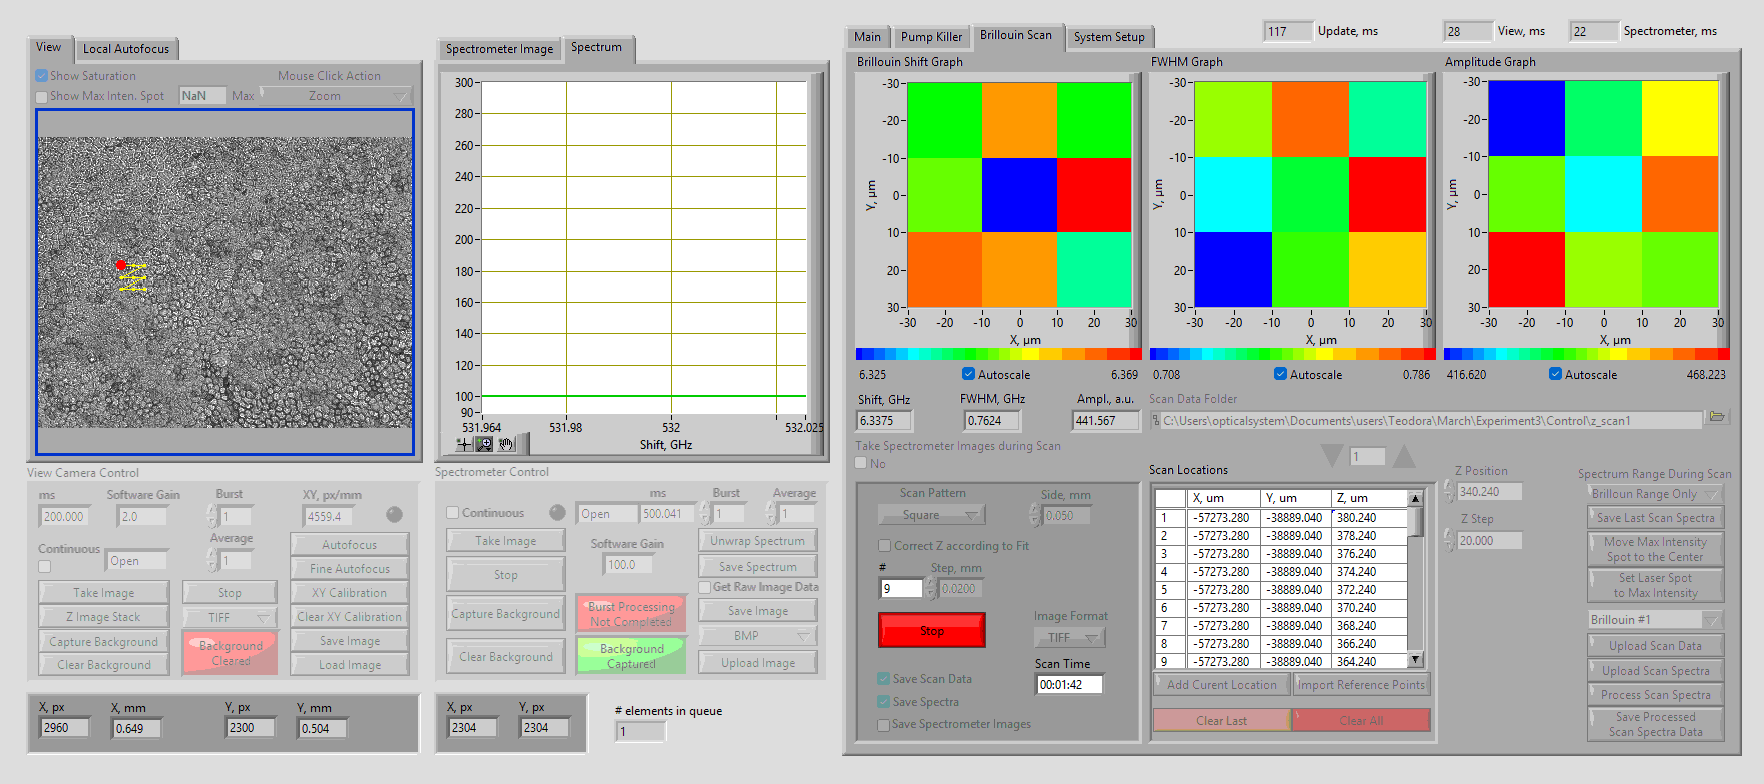 View
Local Autofocus
Show Saturation
Mouse Click Action
Show Max Inten. Spot
NaN
Max
Zoom
Spectrometer Image
Spectrum
300
280
260
240
220
200
180
160
140
120
100
90
531.964
531.98
532
532.025
Shift, GHz
View Camera Control
ms
Software Gain
Burst
XY, px/mm
200.000
2.0
1
4559.4
Average
Continuous
Open
1
Autofocus
Fine Autofocus
Take Image
Stop
XY Calibration
Z Image Stack
TIFF
Clear XY Calibration
Capture Background
Background
Cleared
Save Image
Clear Background
Load Image
X, px
X, mm
Y, px
Y, mm
2960
0.649
2300
0.504
Spectrometer Control
ms
Burst
Average
Continuous
Open
500.041
1
1
Take Image
Software Gain
Unwrap Spectrum
100.0
Stop
Save Spectrum
Get Raw Image Data
Capture Background
Burst Processing
Not Completed
Save Image
BMP
Clear Background
Background
Captured
Upload Image
X, px
Y, px
2304
2304
# elements in queue
1
117
Update, ms
28
View, ms
22
Spectrometer, ms
Main
Pump Killer
Brillouin Scan
System Setup
Brillouin Shift Graph
-30
-20
-10
0
10
20
30
Y, µm
-30
-20
-10
0
10
20
30
X, µm
6.325
Autoscale
6.369
FWHM Graph
-30
-20
-10
0
10
20
30
Y, µm
-30
-20
-10
0
10
20
30
X, µm
0.708
Autoscale
0.786
Amplitude Graph
-30
-20
-10
0
10
20
30
Y, µm
-30
-20
-10
0
10
20
30
X, µm
416.620
Autoscale
468.223
Shift, GHz
FWHM, GHz
Ampl., a.u.
Scan Data Folder
6.3375
0.7624
441.567
C:\Users\opticalsystem\Documents\users\Teodora\March\Experiment3\Control\z_scan1
Take Spectrometer Images during Scan
No
1
Scan Pattern
Side, mm
Square
0.050
Correct Z according to Fit
#
Step, mm
9
0.0200
Stop
Image Format
TIFF
Scan Time
00:01:42
Save Scan Data
Save Spectra
Save Spectrometer Images
Scan Locations
X, um Y, um Z, um
1 -57273.280 -38889.040 380.240
2 -57273.280 -38889.040 378.240
3 -57273.280 -38889.040 376.240
4 -57273.280 -38889.040 374.240
5 -57273.280 -38889.040 372.240
6 -57273.280 -38889.040 370.240
7 -57273.280 -38889.040 368.240
8 -57273.280 -38889.040 366.240
9 -57273.280 -38889.040 364.240
Add Curent Location
Import Reference Points
Clear Last
Clear All
Z Position
340.240
Z Step
20.000
Spectrum Range During Scan
Brilloun Range Only
Save Last Scan Spectra
Move Max Intensity
Spot to the Center
Set Laser Spot
to Max Intensity
Brillouin #1
Upload Scan Data
Upload Scan Spectra
Process Scan Spectra
Save Processed
Scan Spectra Data